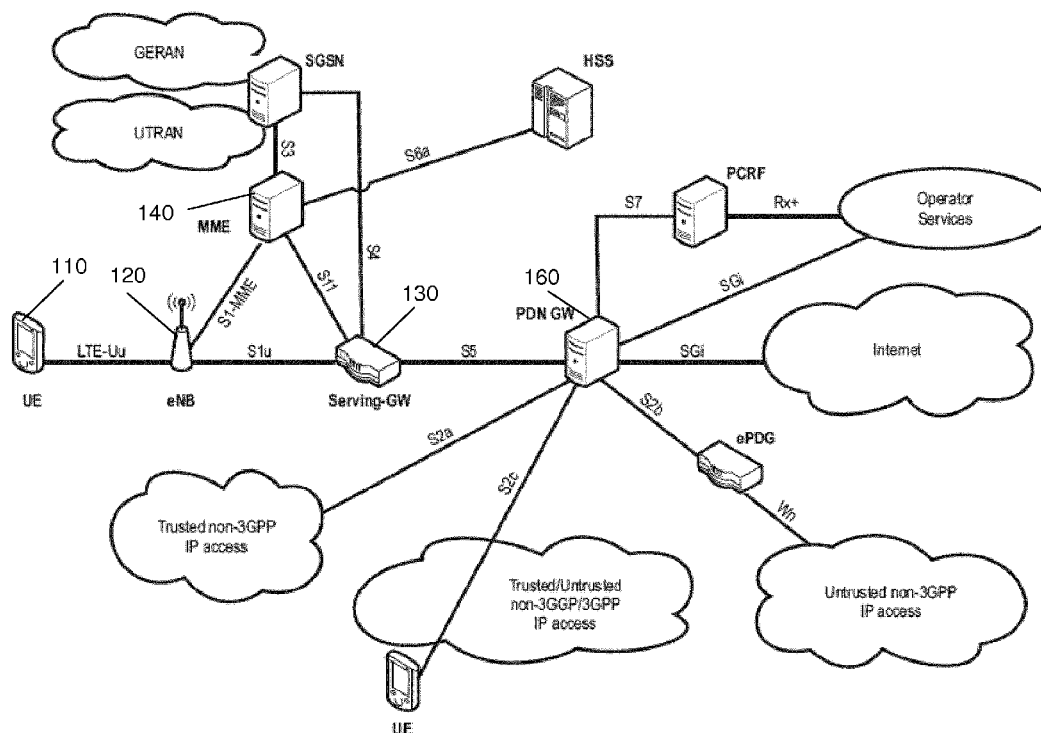 GERAN
SGSN
HSS
UTRAN
S3
S6a
PCRF
140
MME
S4
S7
Rx+
Operator
Services
110
120
S1-MME
S11
130
160
PDN GW
SGi
LTE-Uu
S1u
S5
SGi
Internet
UE
eNB
Serving-GW
S2a
S2c
S2b
ePDG
Wn
Trusted non-3GPP
IP access
Trusted/Untrusted
non-3GGP/3GPP
IP access
Untrusted non-3GPP
IP access
UE